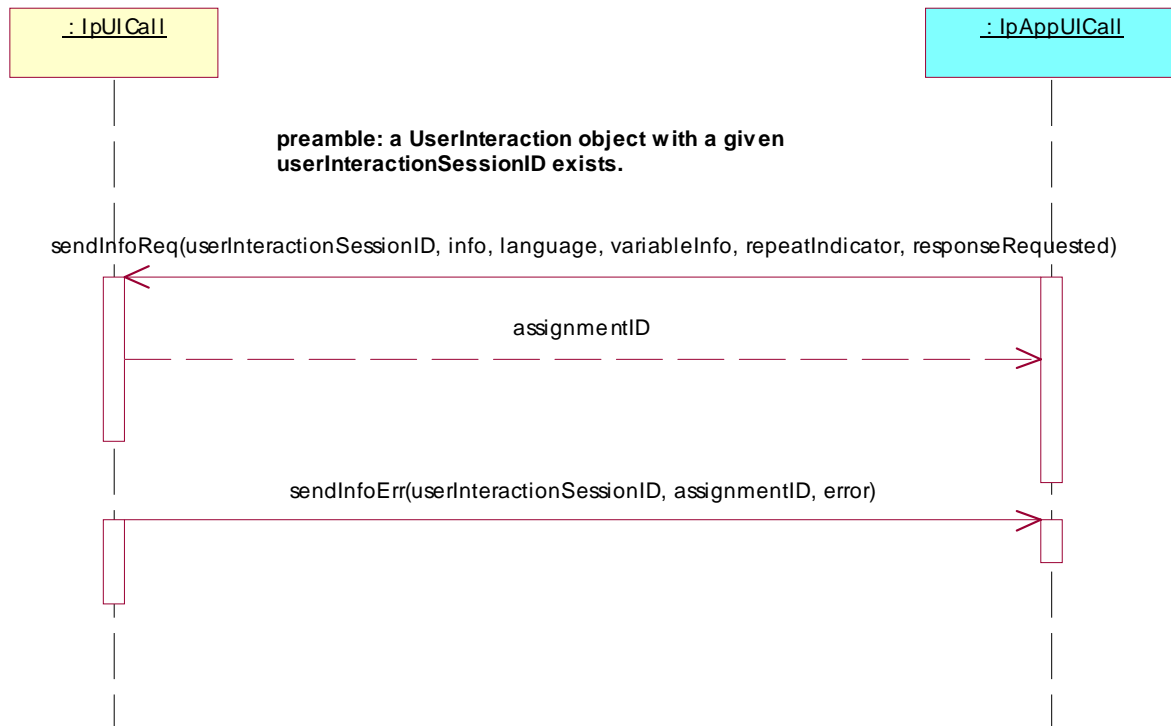 : IpUICall
: IpAppUICall
preamble: a UserInteraction object with a given
userInteractionSessionID exists.
sendInfoReq(userInteractionSessionID, info, language, variableInfo, repeatIndicator, responseRequested)
assignmentID
sendInfoErr(userInteractionSessionID, assignmentID, error)